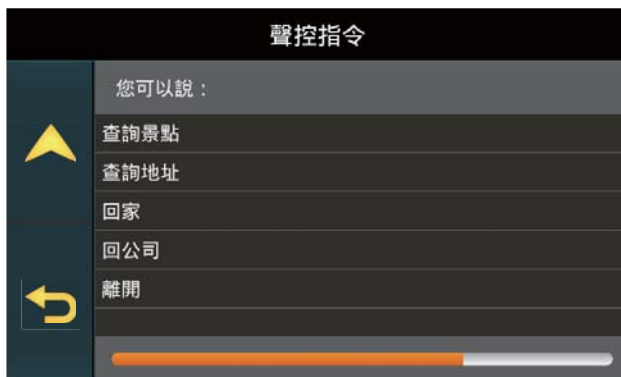 聲控指令
您可以說：
查詢景點
查詢地址
回家
回公司
離開